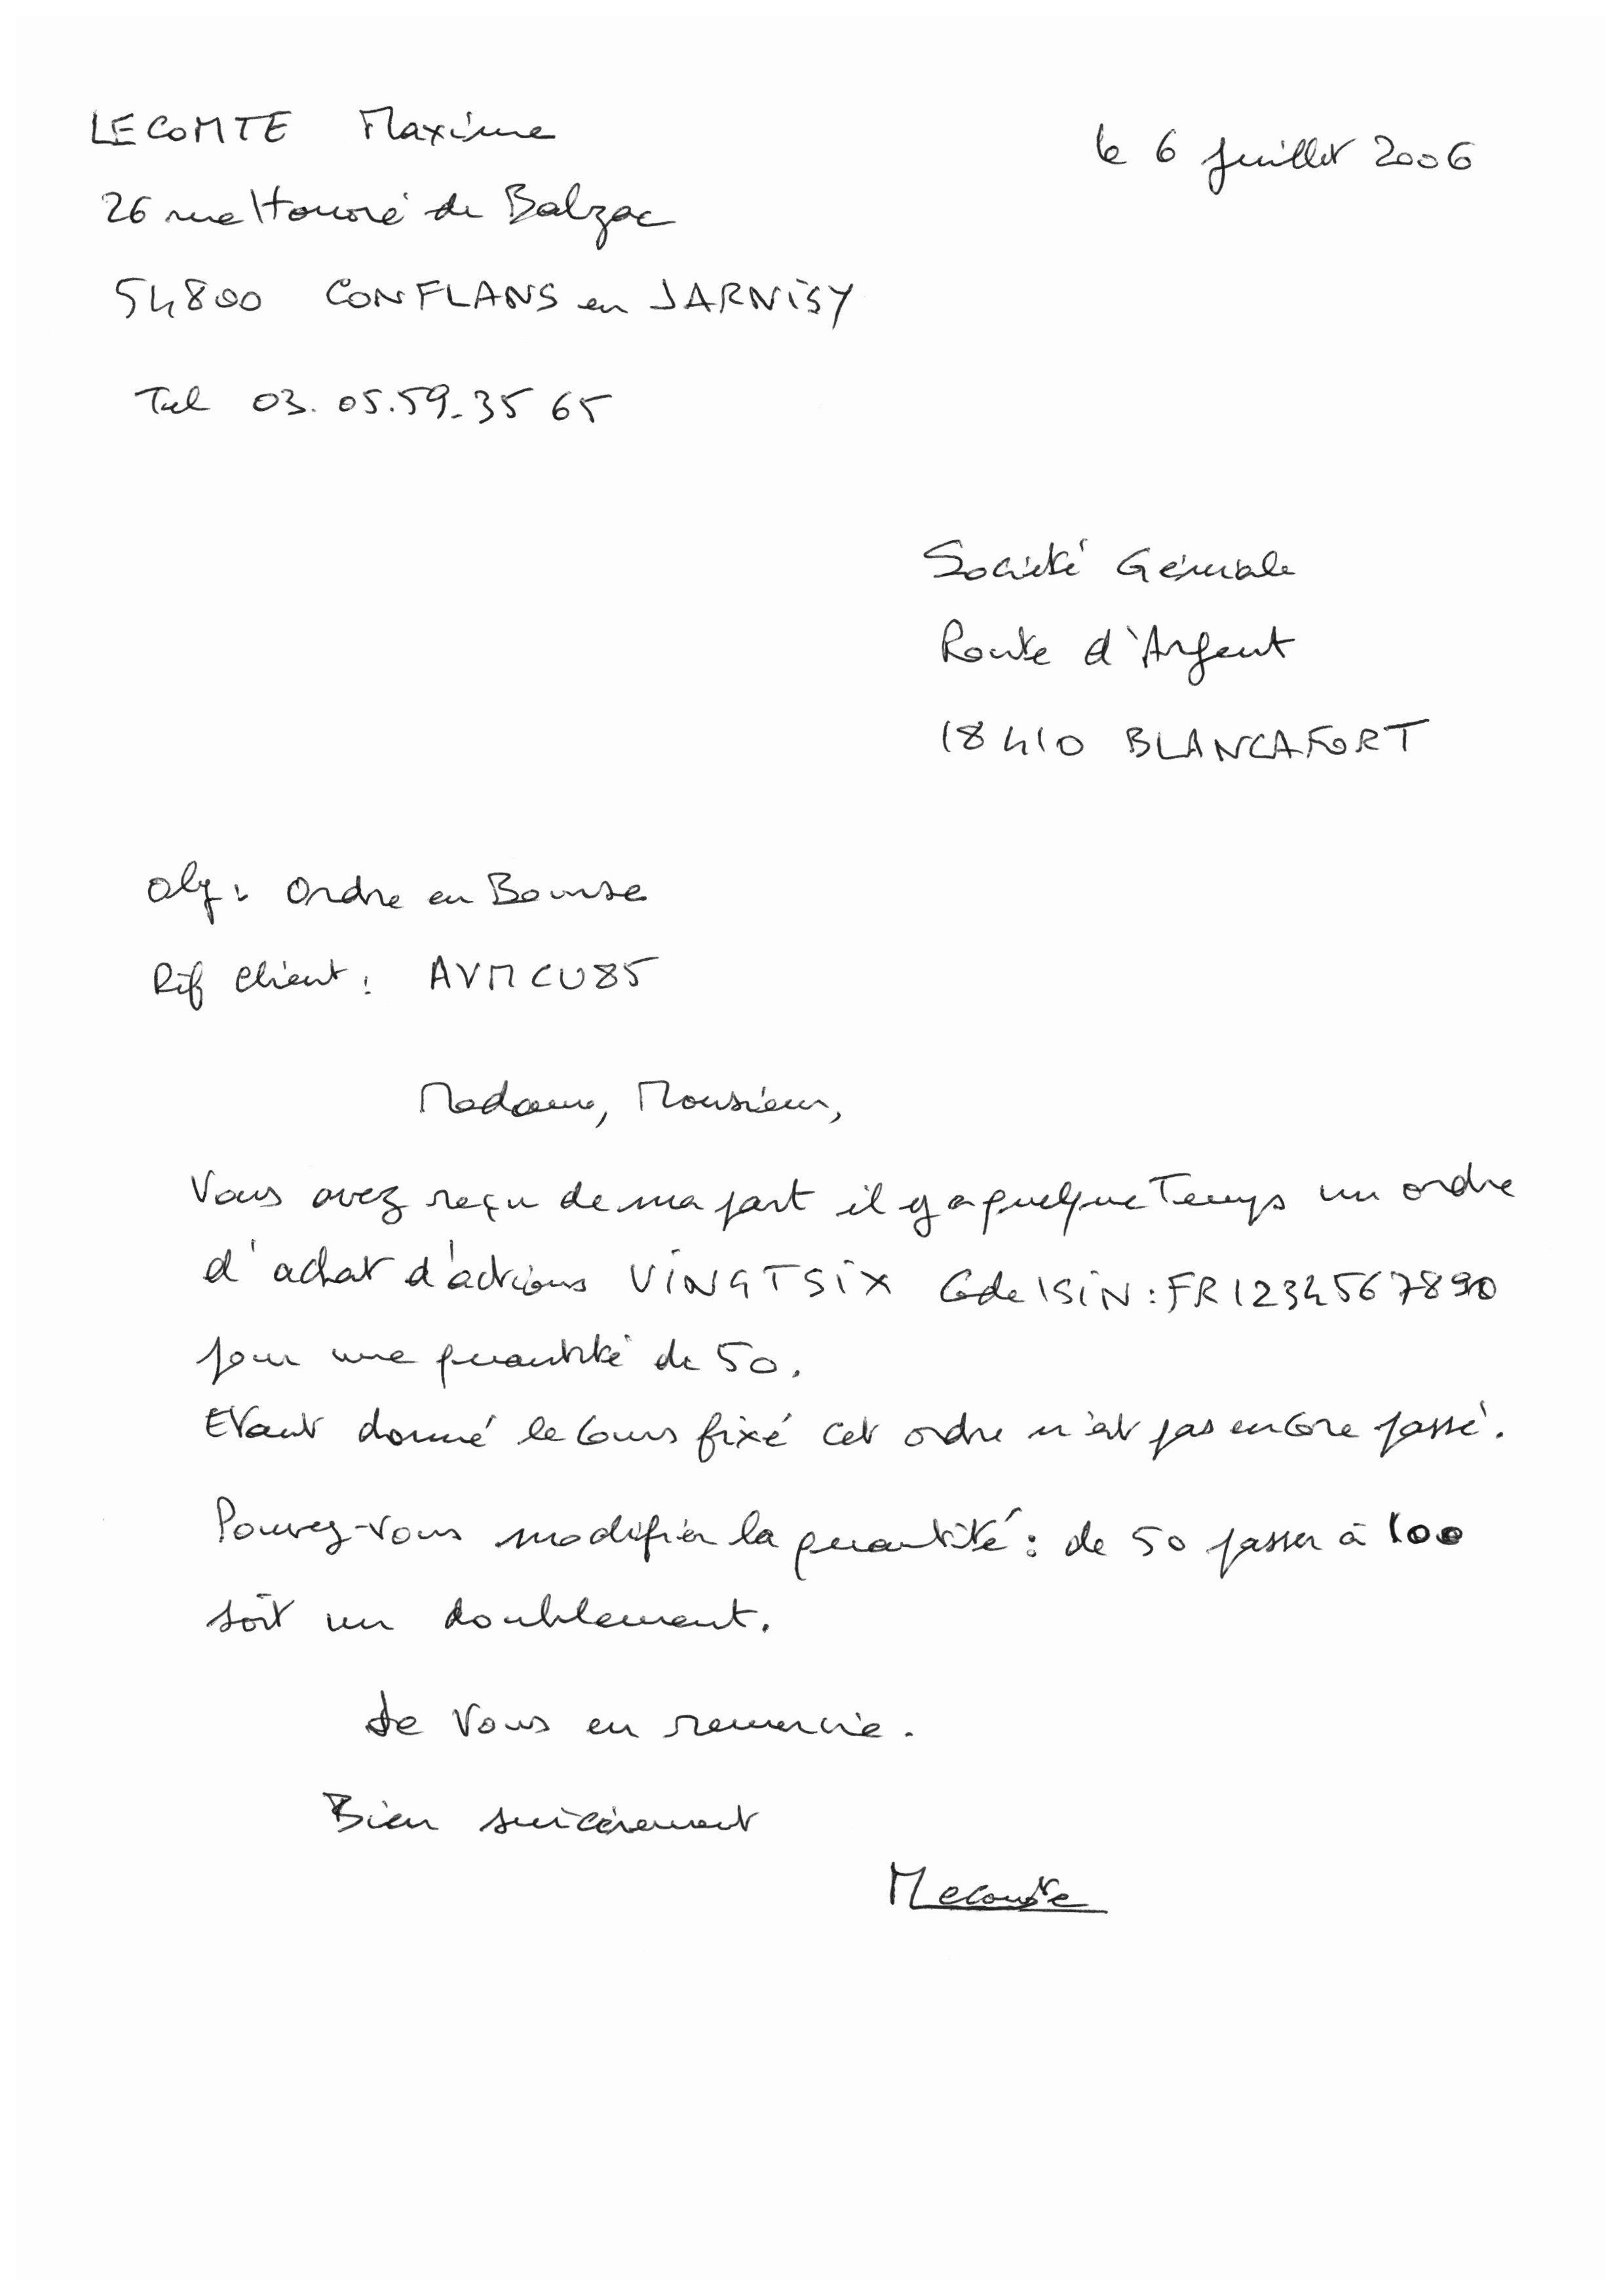 LECOMTE Maxime
le 6 juillet 2006
26 rue Honoré de Balzac
54800 CONFLANS en JARNISY
Tel 03.05.59.35 65
Société Générale
Route d'Argent
18410 BLANCAFORT
Obj : Ordre en Bourse
Réf Client : AVMCU85
Madame, Monsieur,
Vous avez reçu de ma part il y a quelque temps un ordre
d'achat d'actions VINGTSIX Code ISIN : FR1234567890
pour une quantité de 50.
Etant donné le cours fixé cet ordre n'est pas encore passé.
Pouvez-vous modifier la quantité : de 50 passer à 100
soit un doublement.
Je vous en remercie.
Bien sincèrement